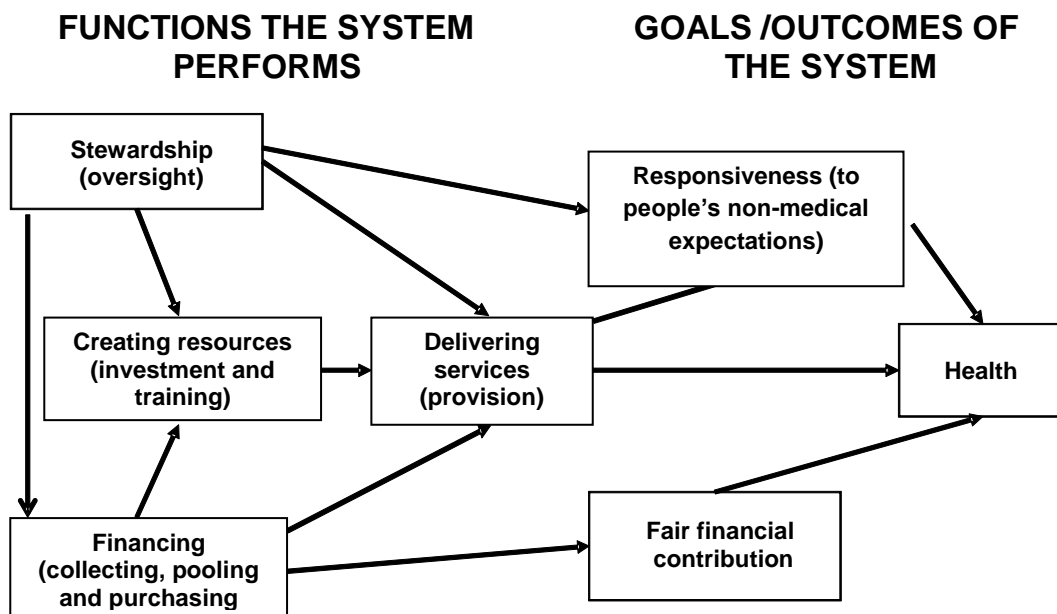 FUNCTIONS THE SYSTEM
PERFORMS
GOALS /OUTCOMES OF
THE SYSTEM
Stewardship
(oversight)
Responsiveness (to
people’s non-medical
expectations)
Creating resources
(investment and
training)
Delivering
services
(provision)
Health
Financing
(collecting, pooling
and purchasing
Fair financial
contribution